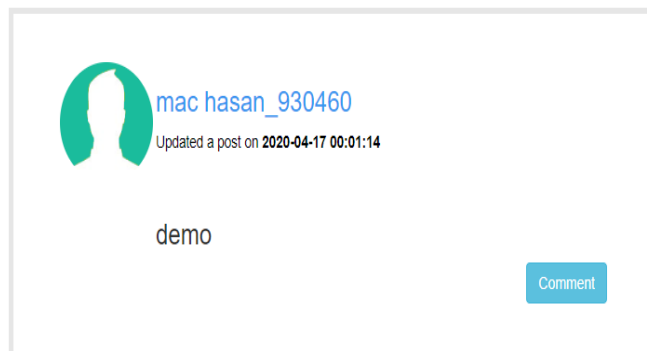 mac hasan_930460
Updated a post on 2020-04-17 00:01:14
demo
Comment